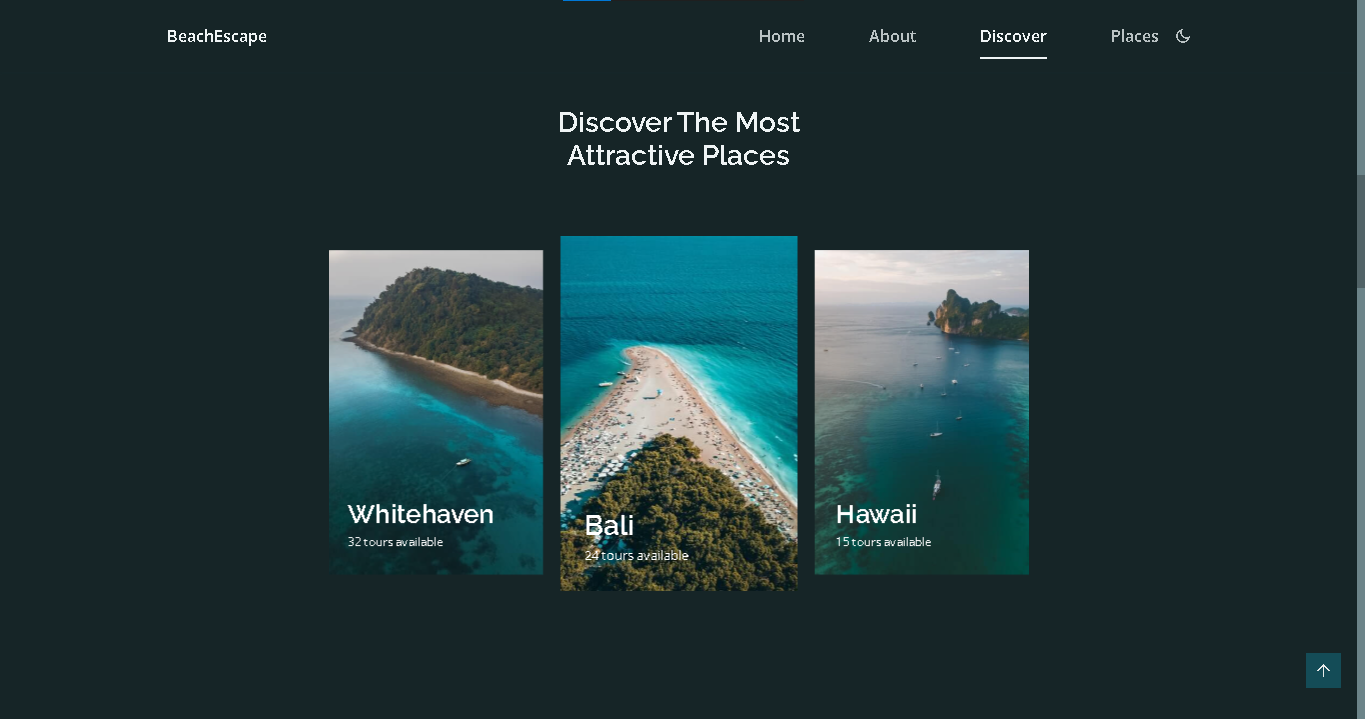 BeachEscape
Home About Discover Places
Discover The Most
Attractive Places
Whitehaven
32 tours available
Bali
24 tours available
Hawaii
15 tours available